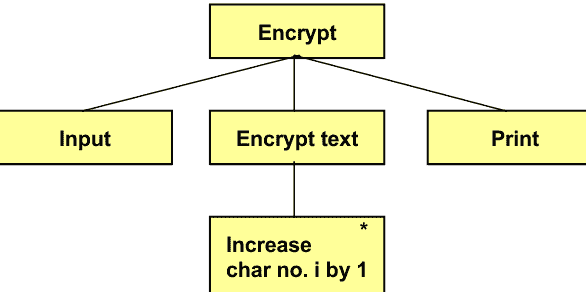 Encrypt
Input
Encrypt text
Print
*
Increase
char no. i by 1